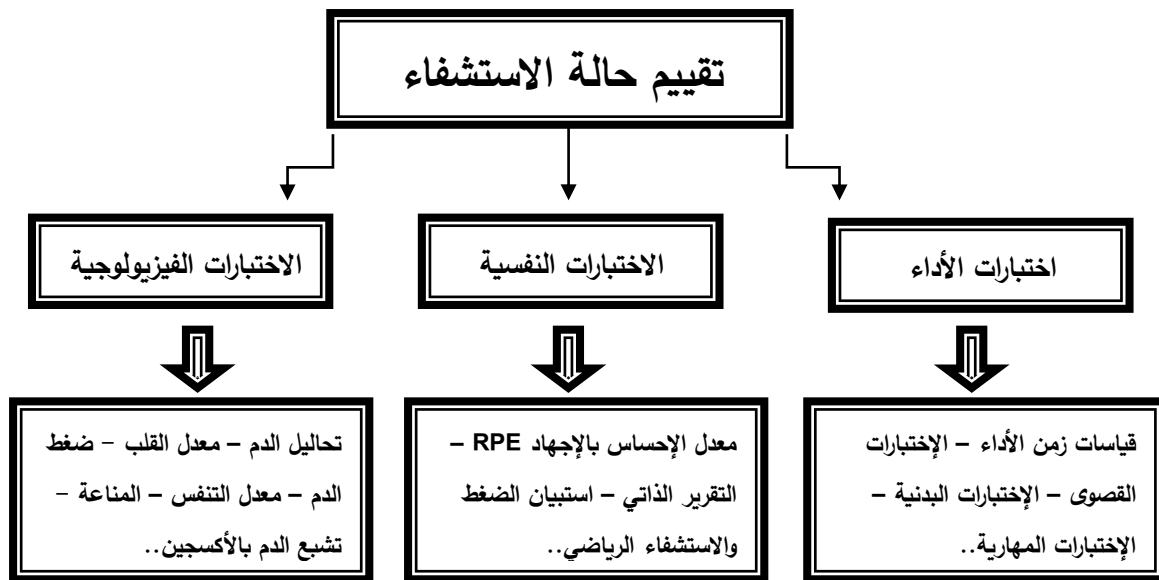 تقييم حالة الاستشفاء
اختبارات الأداء
الاختبارات النفسية
الاختبارات الفيزيولوجية
قياسات زمن الأداء – الإختبارات
القصوى – الإختبارات البدنية –
الإختبارات المهارية..
معدل الإحساس بالإجهاد RPE –
التقرير الذاتي – استبيان الضغط
والاستشفاء الرياضي..
تحاليل الدم – معدل القلب – ضغط
الدم – معدل التنفس – المناعة –
تشبع الدم بالأكسجين..